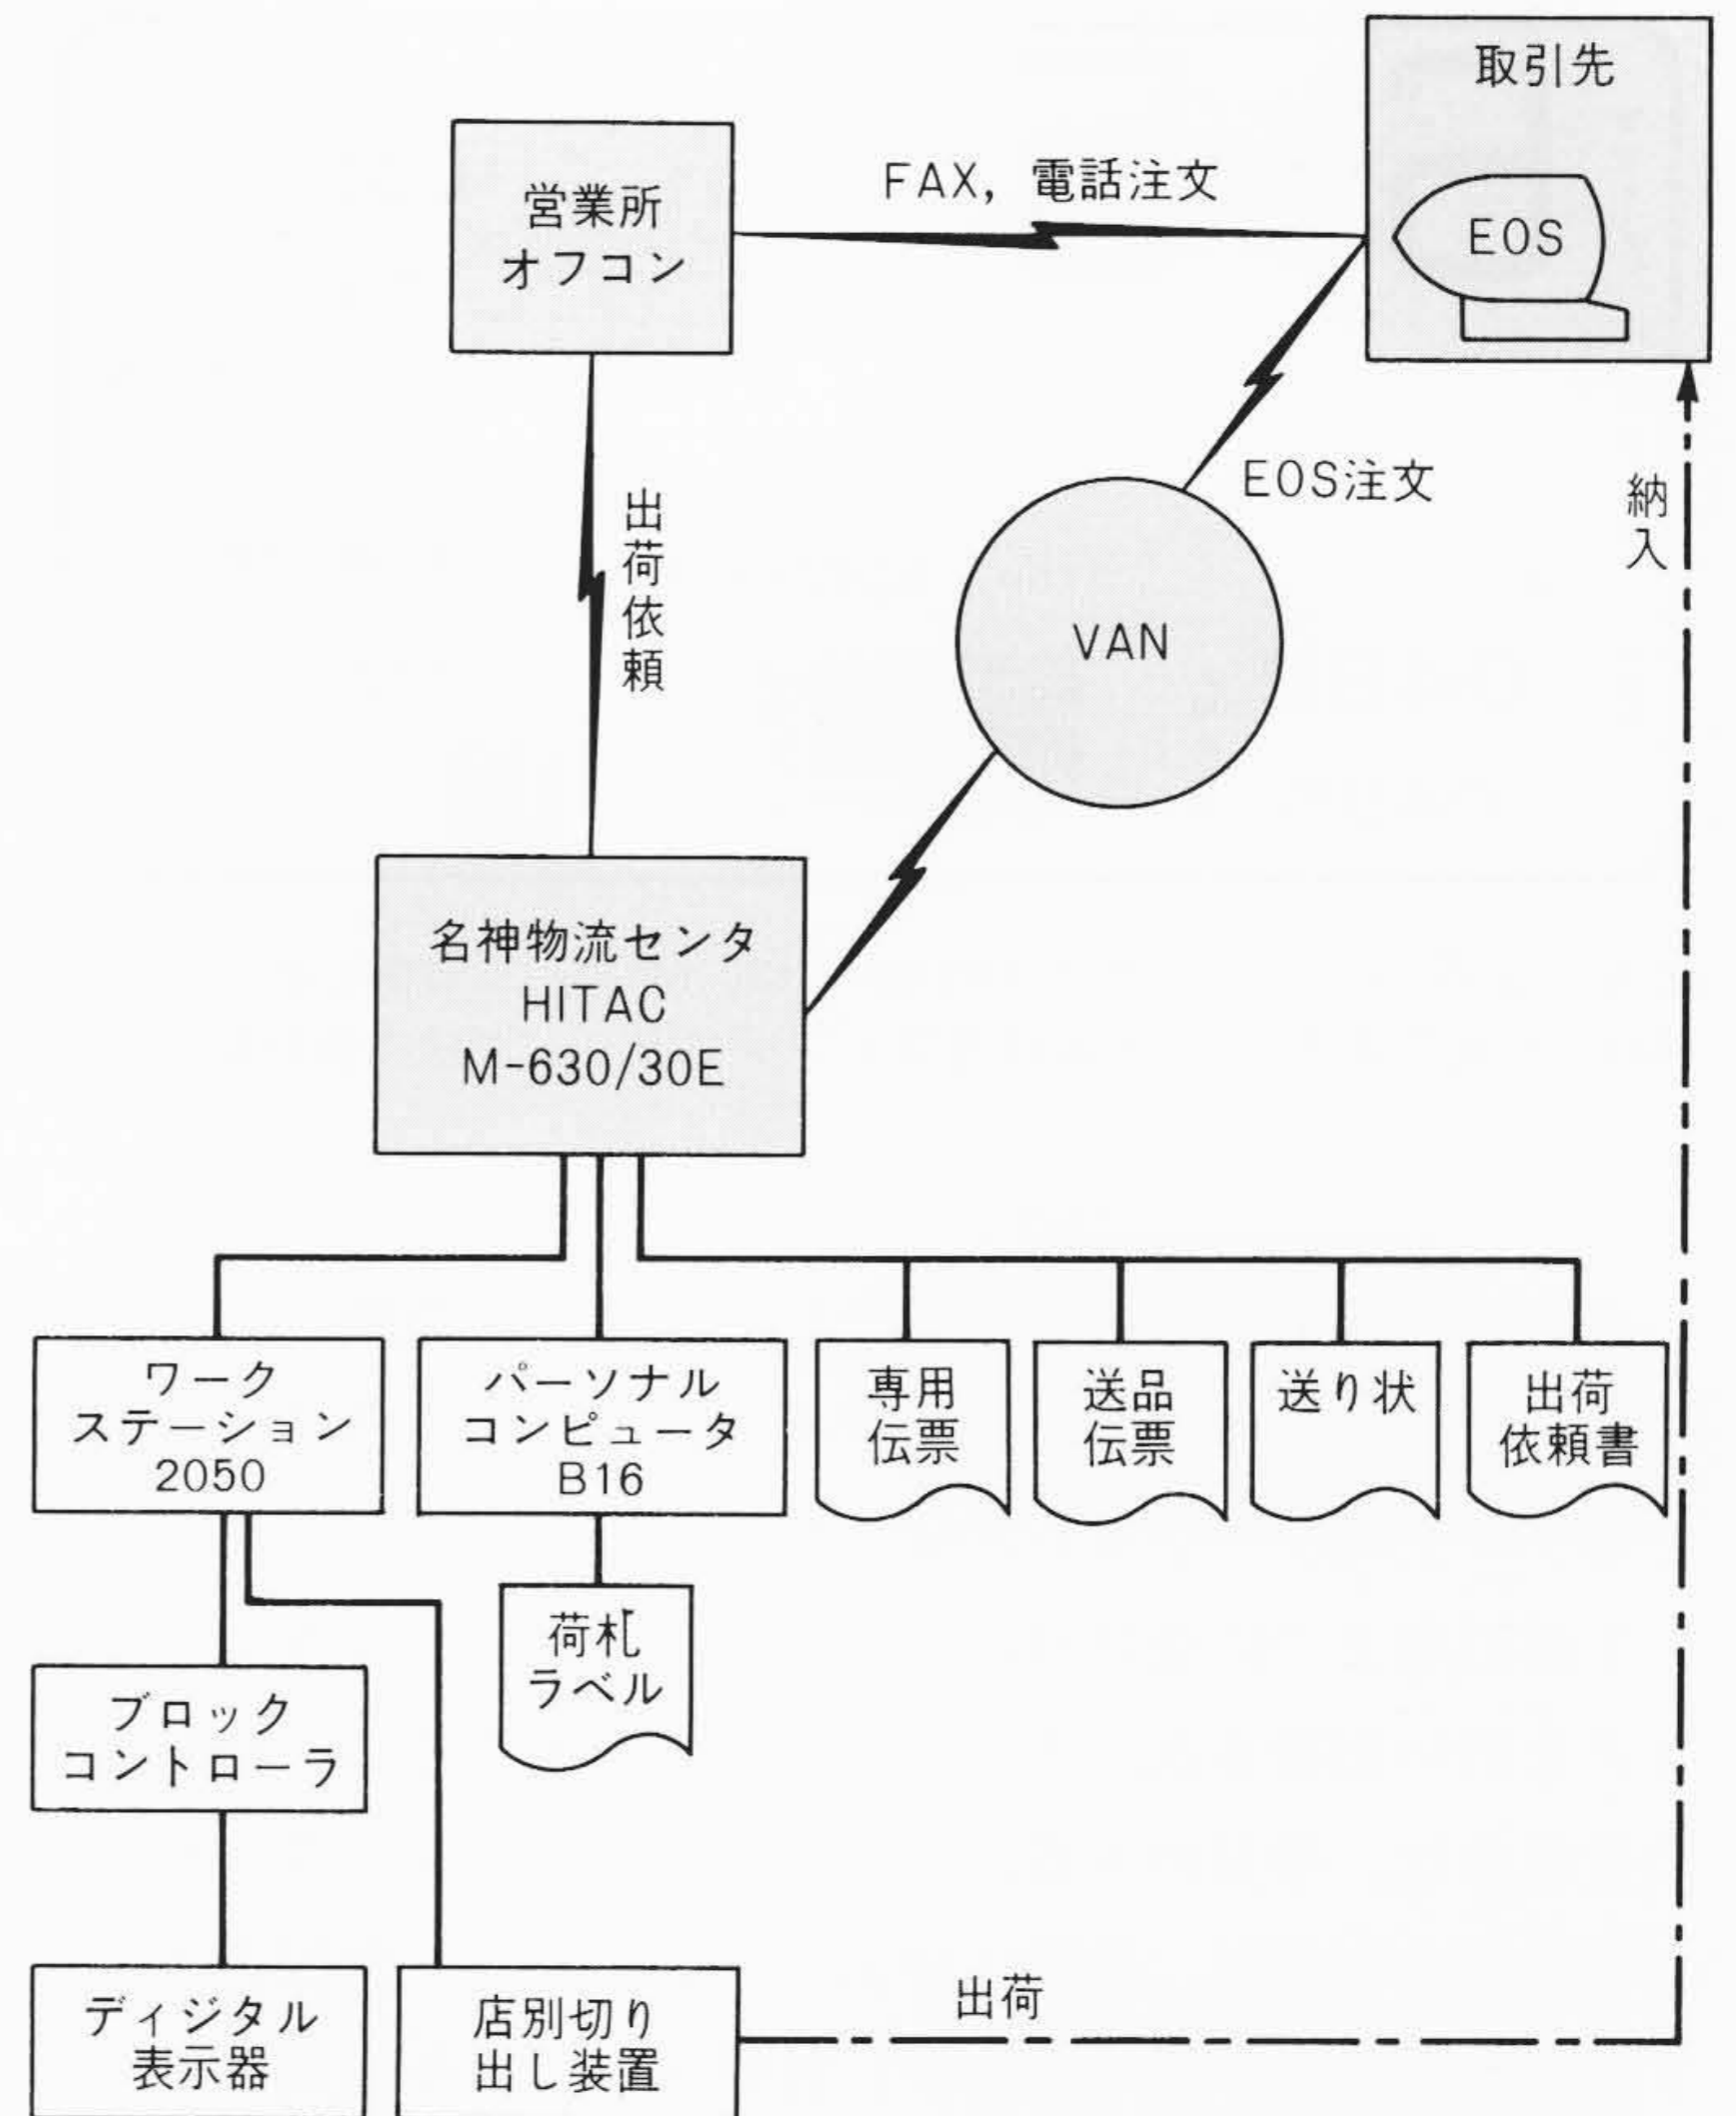 取引先
EOS
営業所
オフコン
FAX, 電話注文
EOS注文
納入
出荷依頼
VAN
名神物流センタ
HITAC
M-630/30E
ワーク
ステーション
2050
パーソナル
コンピュータ
B16
専用
伝票
送品
伝票
送り状
出荷
依頼書
荷札
ラベル
ブロック
コントローラ
ディジタル
表示器
店別切り
出し装置
出荷